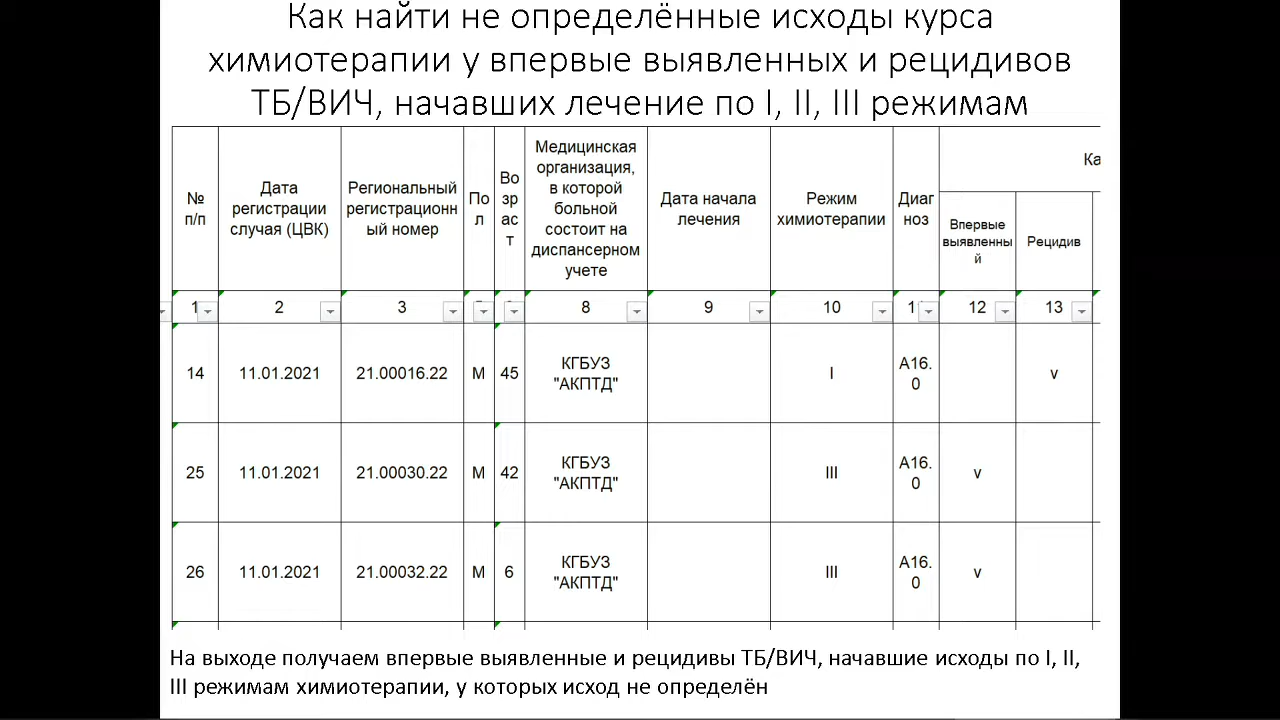 Как найти не определённые исходы курса
химиотерапии у впервые выявленных и рецидивов
ТБ/ВИЧ, начавших лечение по I, II, III режимам
№ п/п
Дата регистрации случая (ЦВК)
Региональный регистрационн ый номер
По л
Во зр ас т
Медицинская организация, в которой больной состоит на диспансерном учете
Дата начала лечения
Режим химиотерапии
Диаг ноз
Ка
Впервые выявленны й
Рецидив
1 2 3 8 9 10 1 12 13
14 11.01.2021 21.00016.22 М 45 КГБУЗ "АКПТД" I А16. 0 v
25 11.01.2021 21.00030.22 М 42 КГБУЗ "АКПТД" III А16. 0 v
26 11.01.2021 21.00032.22 М 6 КГБУЗ "АКПТД" III А16. 0 v
На выходе получаем впервые выявленные и рецидивы ТБ/ВИЧ, начавшие исходы по I, II,
III режимам химиотерапии, у которых исход не определён